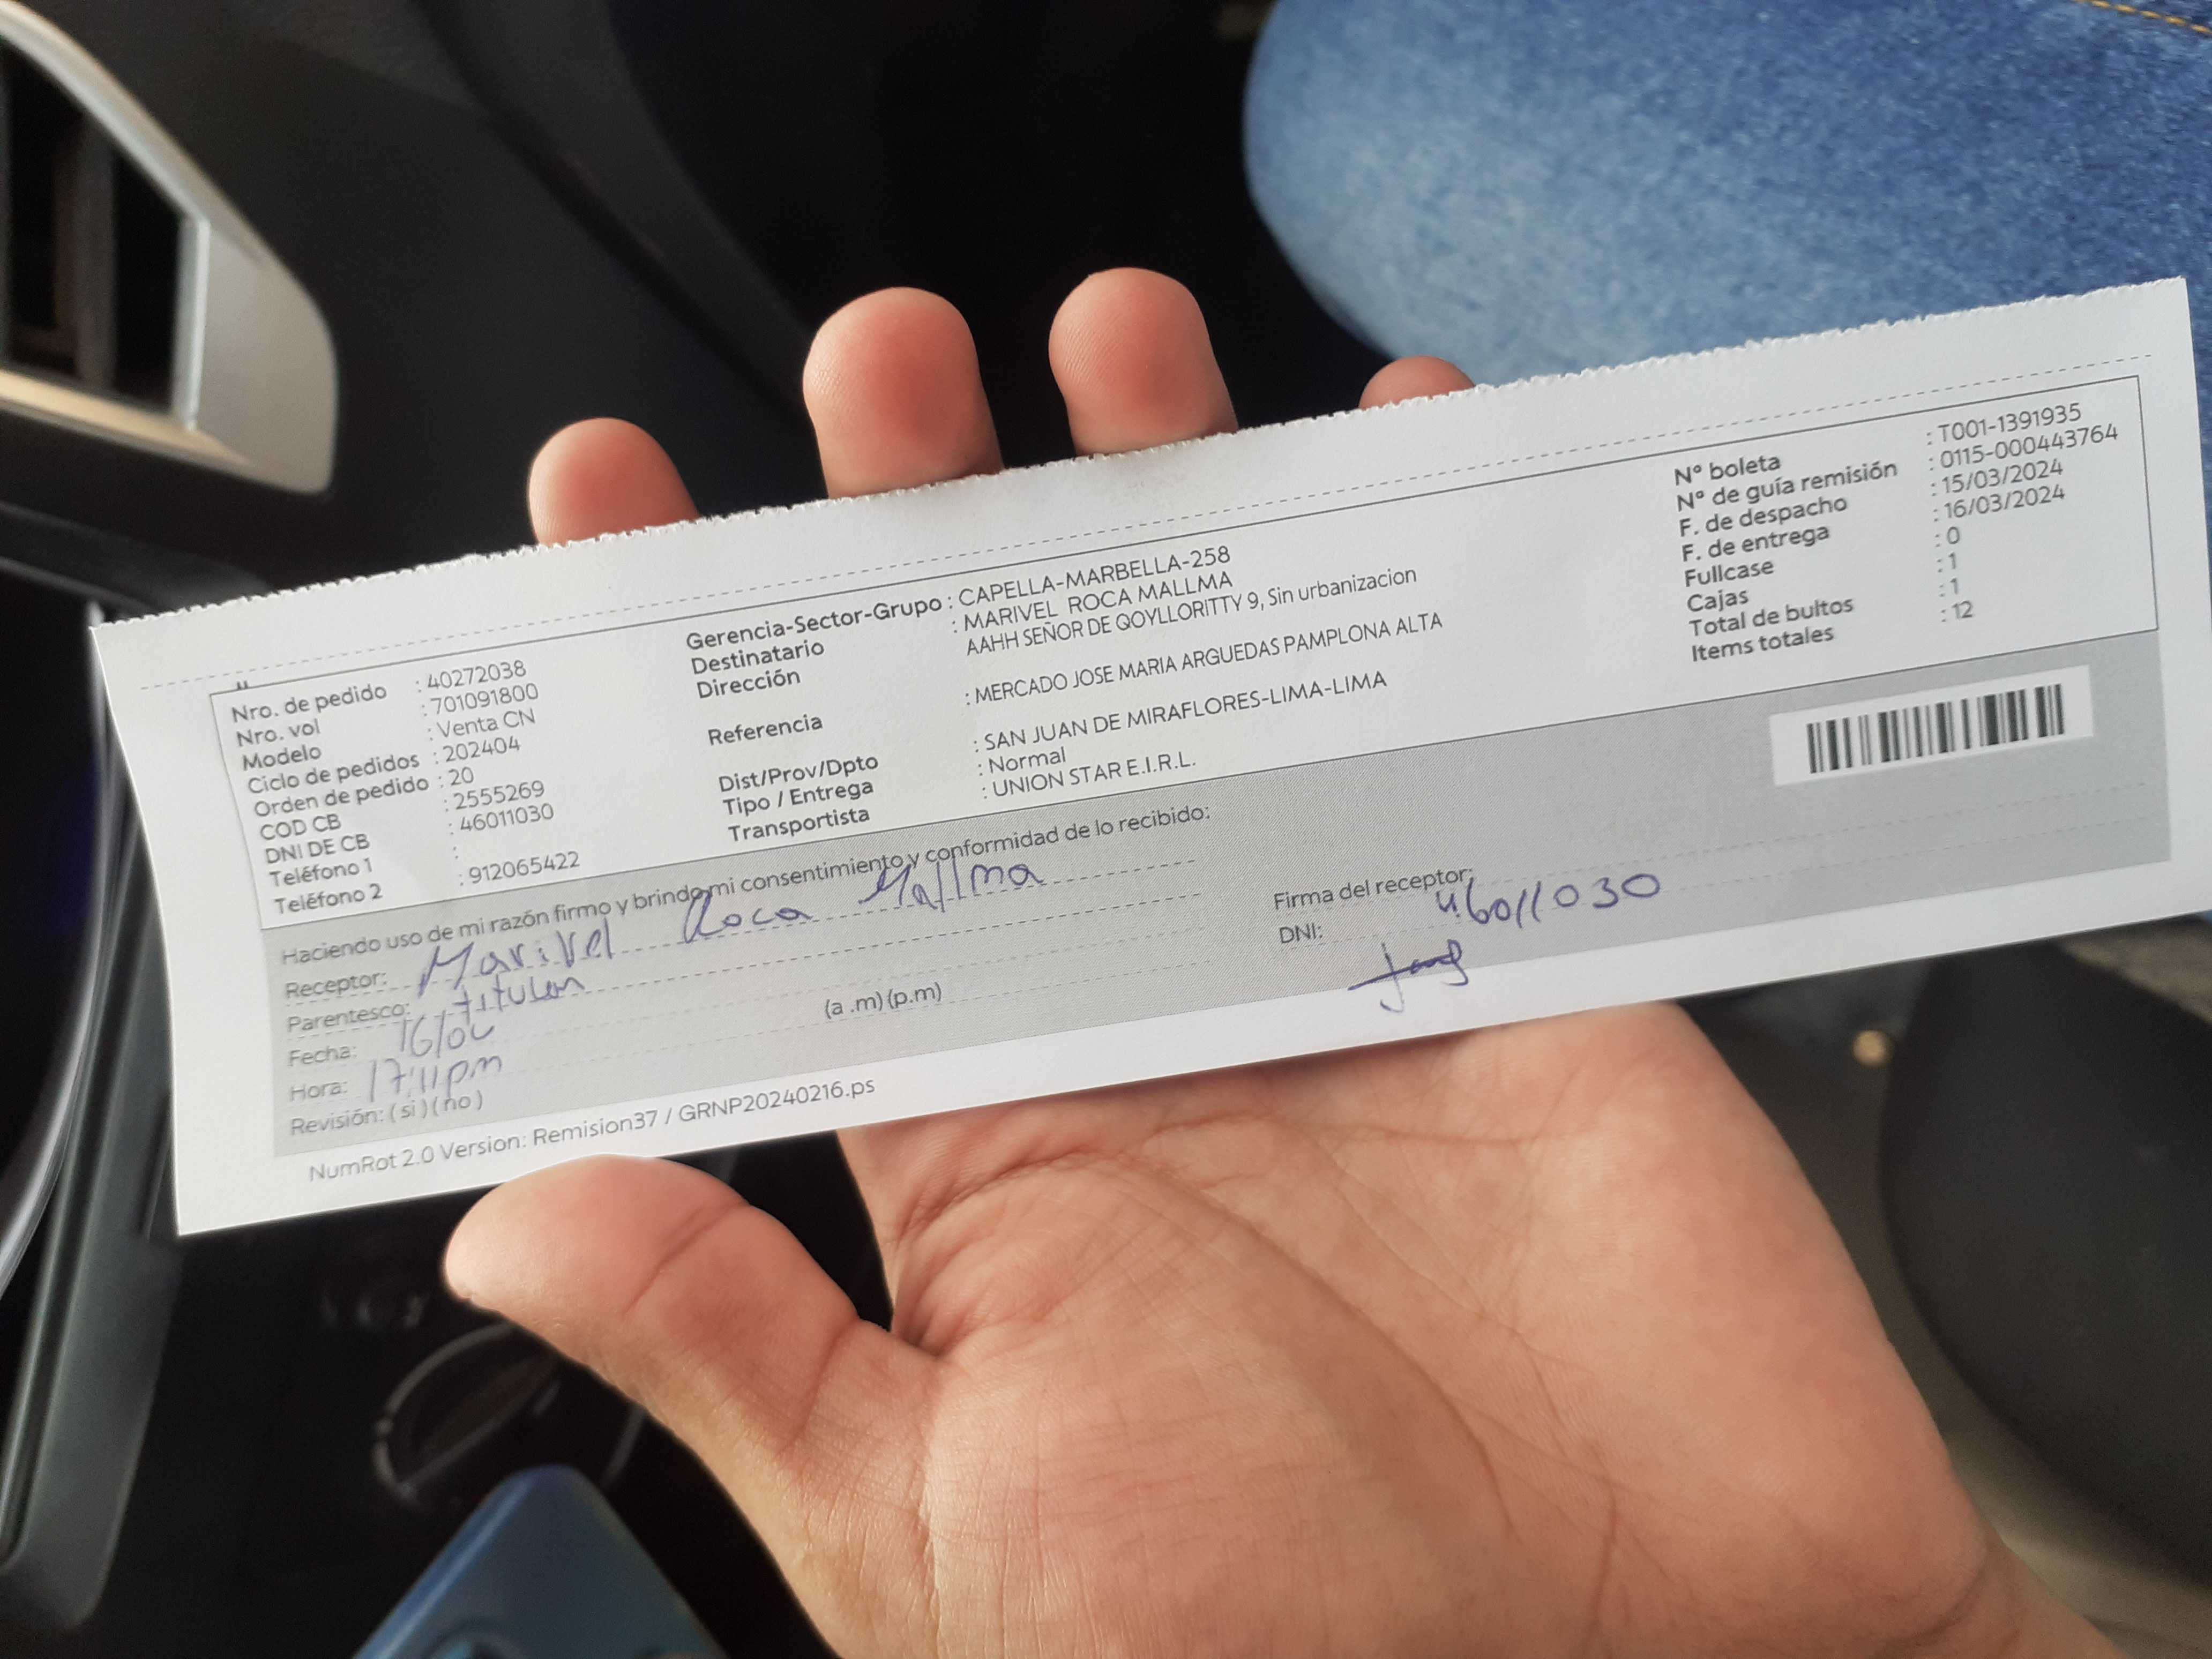 Nro. de pedido : 40272038
Nro. vol : 701091800
Modelo : Venta CN
Ciclo de pedidos : 202404
Orden de pedido : 20
COD CB : 2555269
DNI DE CB : 46011030
Teléfono 1 :
Teléfono 2 : 912065422
Gerencia-Sector-Grupo : CAPELLA-MARBELLA-258
Destinatario : MARIVEL ROCA MALLMA
Dirección AAHH SEÑOR DE QOYLLORITTY 9, Sin urbanizacion
Referencia : MERCADO JOSE MARIA ARGUEDAS PAMPLONA ALTA
Dist/Prov/Dpto : SAN JUAN DE MIRAFLORES-LIMA-LIMA
Tipo / Entrega : Normal
Transportista : UNION STAR E.I.R.L.
N° boleta : T001-1391935
N° de guía remisión : 0115-000443764
F. de despacho : 15/03/2024
F. de entrega : 16/03/2024
Fullcase : 0
Cajas : 1
Total de bultos : 1
Items totales : 12
Haciendo uso de mi razón firmo y brindo mi consentimiento y conformidad de lo recibido:
Receptor: Marivel Roca Mallma
Parentesco:
Fecha:
Hora: 17:11pm (a .m) (p.m)
Revisión: ( si ) ( no )
Firma del receptor:
DNI: 46011030
NumRot 2.0 Version: Remision37 / GRNP20240216.ps